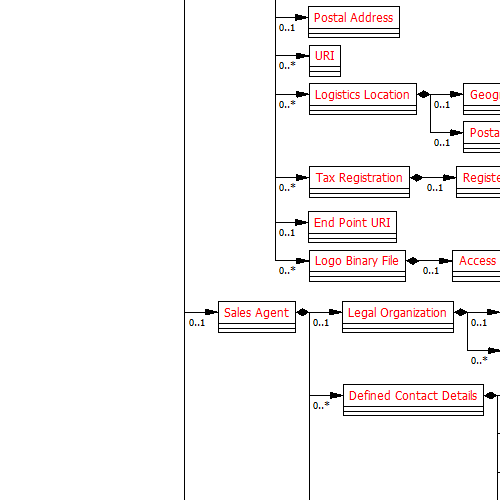 Postal Address
0..1
URI
0..*
Logistics Location
0..*
Geog
0..1
Posta
0..1
Tax Registration
0..*
Registe
0..1
End Point URI
0..1
Logo Binary File
0..*
Access
0..1
Sales Agent
0..1
Legal Organization
0..1
0..1
0..*
Defined Contact Details
0..*